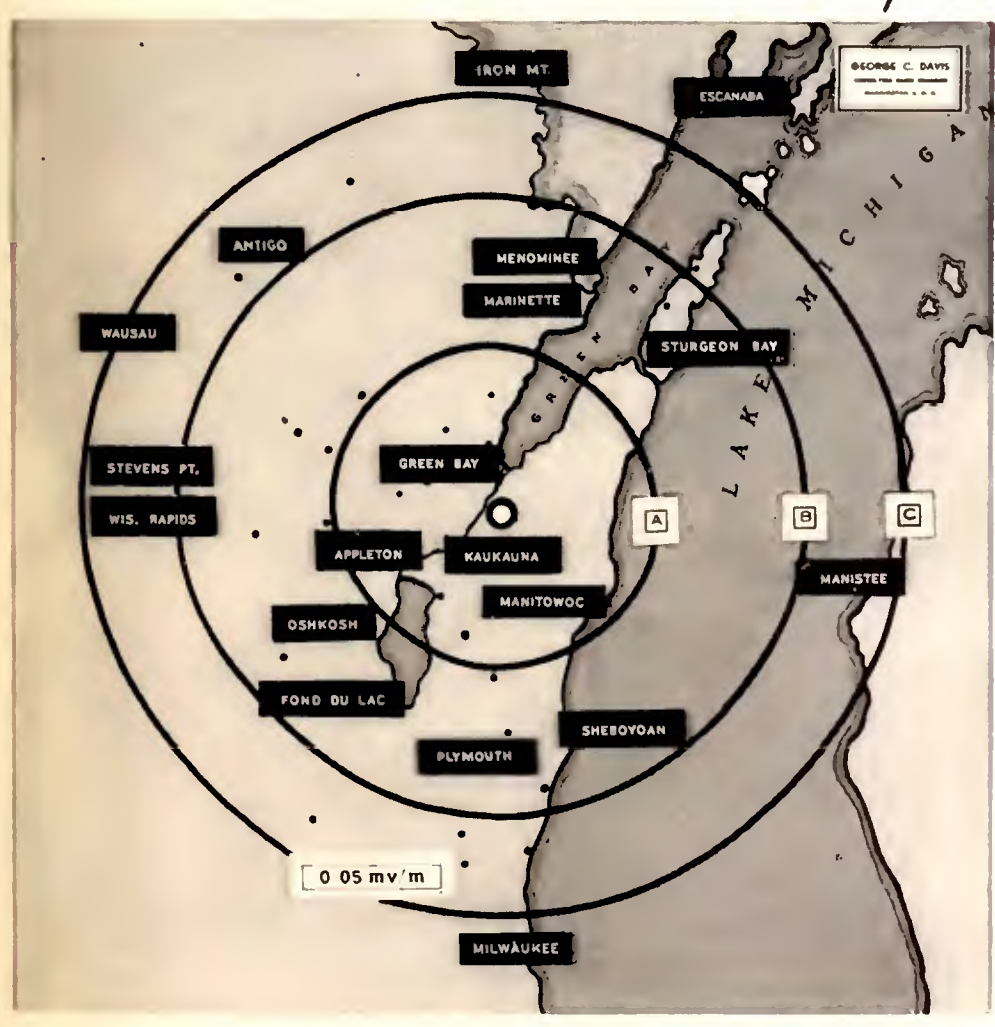 IRON MT.
ESCANABA
GEORGE C. DAVIS
MICHIGAN
ANTIGO
MENOMINEE
MARINETTE
GREEN BAY
WAUSAU
STURGEON BAY
LAKE
GREEN BAY
STEVENS PT.
WIS. RAPIDS
A
B
C
APPLETON
KAUKAUNA
MANISTEE
MANITOWOC
OSHKOSH
FOND DU LAC
SHEBOYOAN
PLYMOUTH
0 05 mv/m
MILWAUKEE